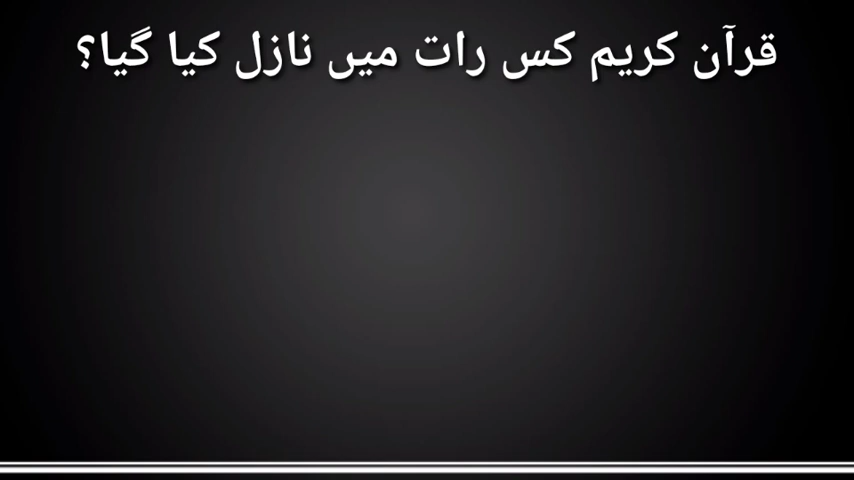 قرآن کریم کس رات میں نازل کیا گیا؟